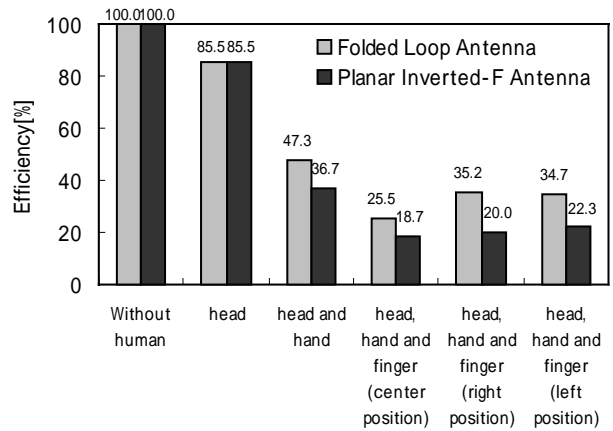 100.0 100.0
100
Folded Loop Antenna
Planar Inverted-F Antenna
85.5 85.5
80
60
47.3
36.7
40
35.2
34.7
25.5
18.7
20.0
22.3
20
0
Efficiency[%]
Without
human
head
head and
hand
head,
hand and
finger
(center
position)
head,
hand and
finger
(right
position)
head,
hand and
finger
(left
position)